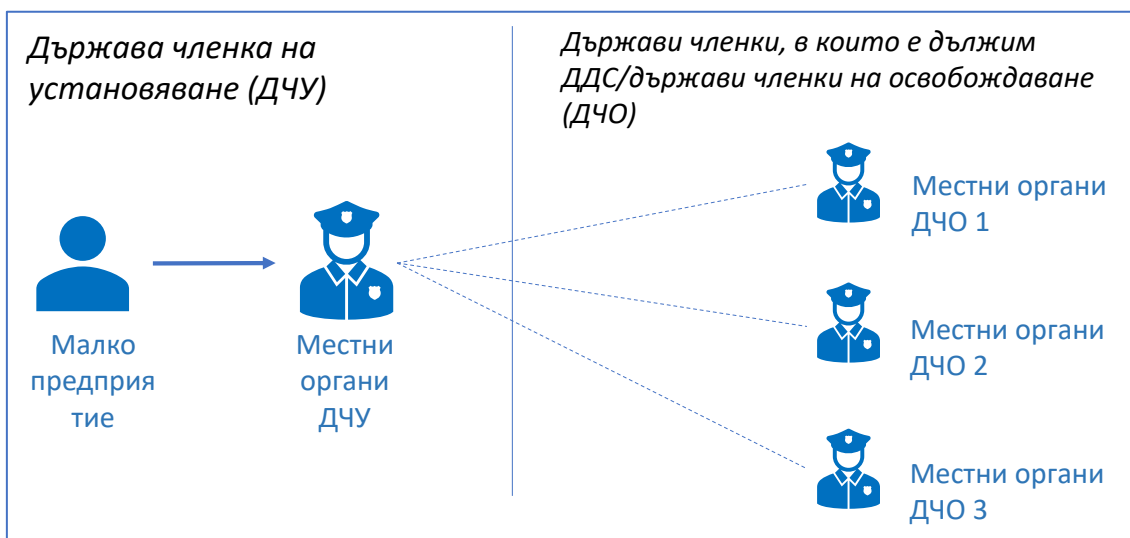 Държава членка на
установяване (ДЧУ)
Държави членки, в които е дължим
ДДС/държави членки на освобождаване
(ДЧО)
Малко
предприя
тие
Местни
органи
ДЧУ
Местни органи
ДЧО 1
Местни органи
ДЧО 2
Местни органи
ДЧО 3